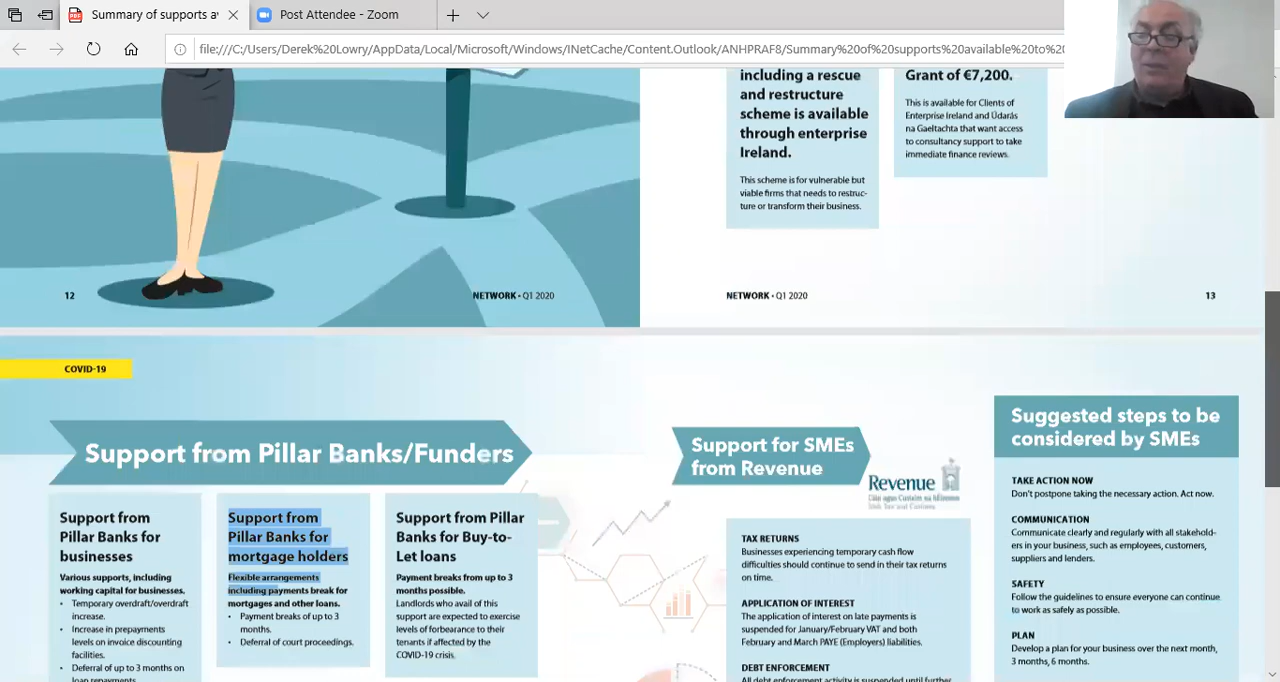 Summary of supports av
Post Attendee - Zoom
file:///C:/Users/Derek%20Lowry/AppData/Local/Microsoft/Windows/INetCache/Content.Outlook/ANHPRAF8/Summary%20of%20supports%20available%20to%20
including a rescue
and restructure
scheme is available
through enterprise
Ireland.
This scheme is for vulnerable but
viable firms that needs to restruc-
ture or transform their business.
Grant of €7,200.
This is available for Clients of
Enterprise Ireland and Údarás
na Gaeltachta that want access
to consultancy support to take
immediate finance reviews.
12
NETWORK • Q1 2020
NETWORK • Q1 2020
13
COVID-19
Support from Pillar Banks/Funders
Support from
Pillar Banks for
businesses
Various supports, including
working capital for businesses.
• Temporary overdraft/overdraft
increase.
• Increase in prepayments
levels on invoice discounting
facilities.
• Deferral of up to 3 months on
loan repayments
Support from
Pillar Banks for
mortgage holders
Flexible arrangements
including payments break for
mortgages and other loans.
• Payment breaks of up to 3
months.
• Deferral of court proceedings.
Support from Pillar
Banks for Buy-to-
Let loans
Payment breaks from up to 3
months possible.
Landlords who avail of this
support are expected to exercise
levels of forbearance to their
tenants if affected by the
COVID-19 crisis.
Support for SMEs
from Revenue
Revenue
TAX RETURNS
Businesses experiencing temporary cash flow
difficulties should continue to send in their tax returns
on time.
APPLICATION OF INTEREST
The application of interest on late payments is
suspended for January/February VAT and both
February and March PAYE (Employers) liabilities.
DEBT ENFORCEMENT
All debt enforcement activity is suspended until further
Suggested steps to be
considered by SMEs
TAKE ACTION NOW
Don't postpone taking the necessary action. Act now.
COMMUNICATION
Communicate clearly and regularly with all stakehold-
ers in your business, such as employees, customers,
suppliers and lenders.
SAFETY
Follow the guidelines to ensure everyone can continue
to work as safely as possible.
PLAN
Develop a plan for your business over the next month,
3 months, 6 months.